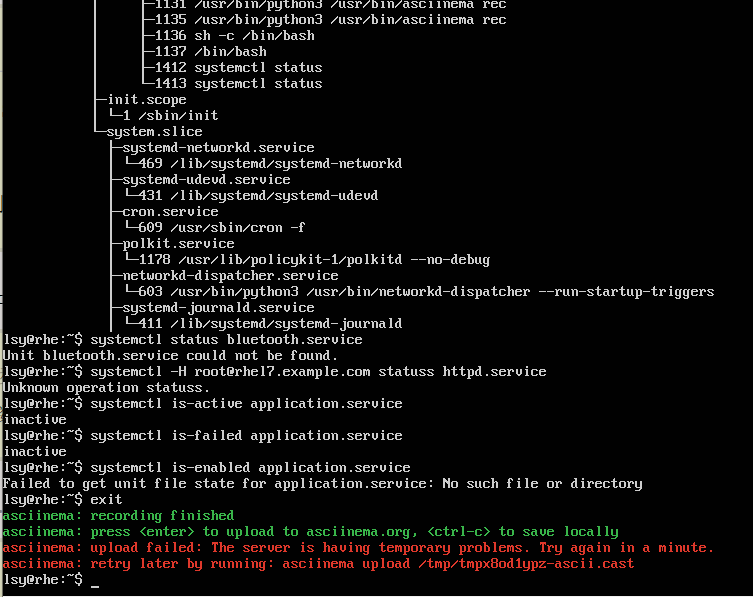 ├─1131 /usr/bin/python3 /usr/bin/asciinema rec
├─1135 /usr/bin/python3 /usr/bin/asciinema rec
├─1136 sh -c /bin/bash
├─1137 /bin/bash
├─1412 systemctl status
└─1413 systemctl status
├─init.scope
│ └─1 /sbin/init
└─system.slice
├─systemd-networkd.service
│ └─469 /lib/systemd/systemd-networkd
├─systemd-udevd.service
│ └─431 /lib/systemd/systemd-udevd
├─cron.service
│ └─609 /usr/sbin/cron -f
├─polkit.service
│ └─1178 /usr/lib/policykit-1/polkitd --no-debug
├─networkd-dispatcher.service
│ └─603 /usr/bin/python3 /usr/bin/networkd-dispatcher --run-startup-triggers
├─systemd-journald.service
│ └─411 /lib/systemd/systemd-journald
lsy@rhe:~$ systemctl status bluetooth.service
Unit bluetooth.service could not be found.
lsy@rhe:~$ systemctl -H root@rhel7.example.com statuss httpd.service
Unknown operation statuss.
lsy@rhe:~$ systemctl is-active application.service
inactive
lsy@rhe:~$ systemctl is-failed application.service
inactive
lsy@rhe:~$ systemctl is-enabled application.service
Failed to get unit file state for application.service: No such file or directory
lsy@rhe:~$ exit
asciinema: recording finished
asciinema: press <enter> to upload to asciinema.org, <ctrl-c> to save locally
asciinema: upload failed: The server is having temporary problems. Try again in a minute.
asciinema: retry later by running: asciinema upload /tmp/tmpx8od1ypz-ascii.cast
lsy@rhe:~$ _